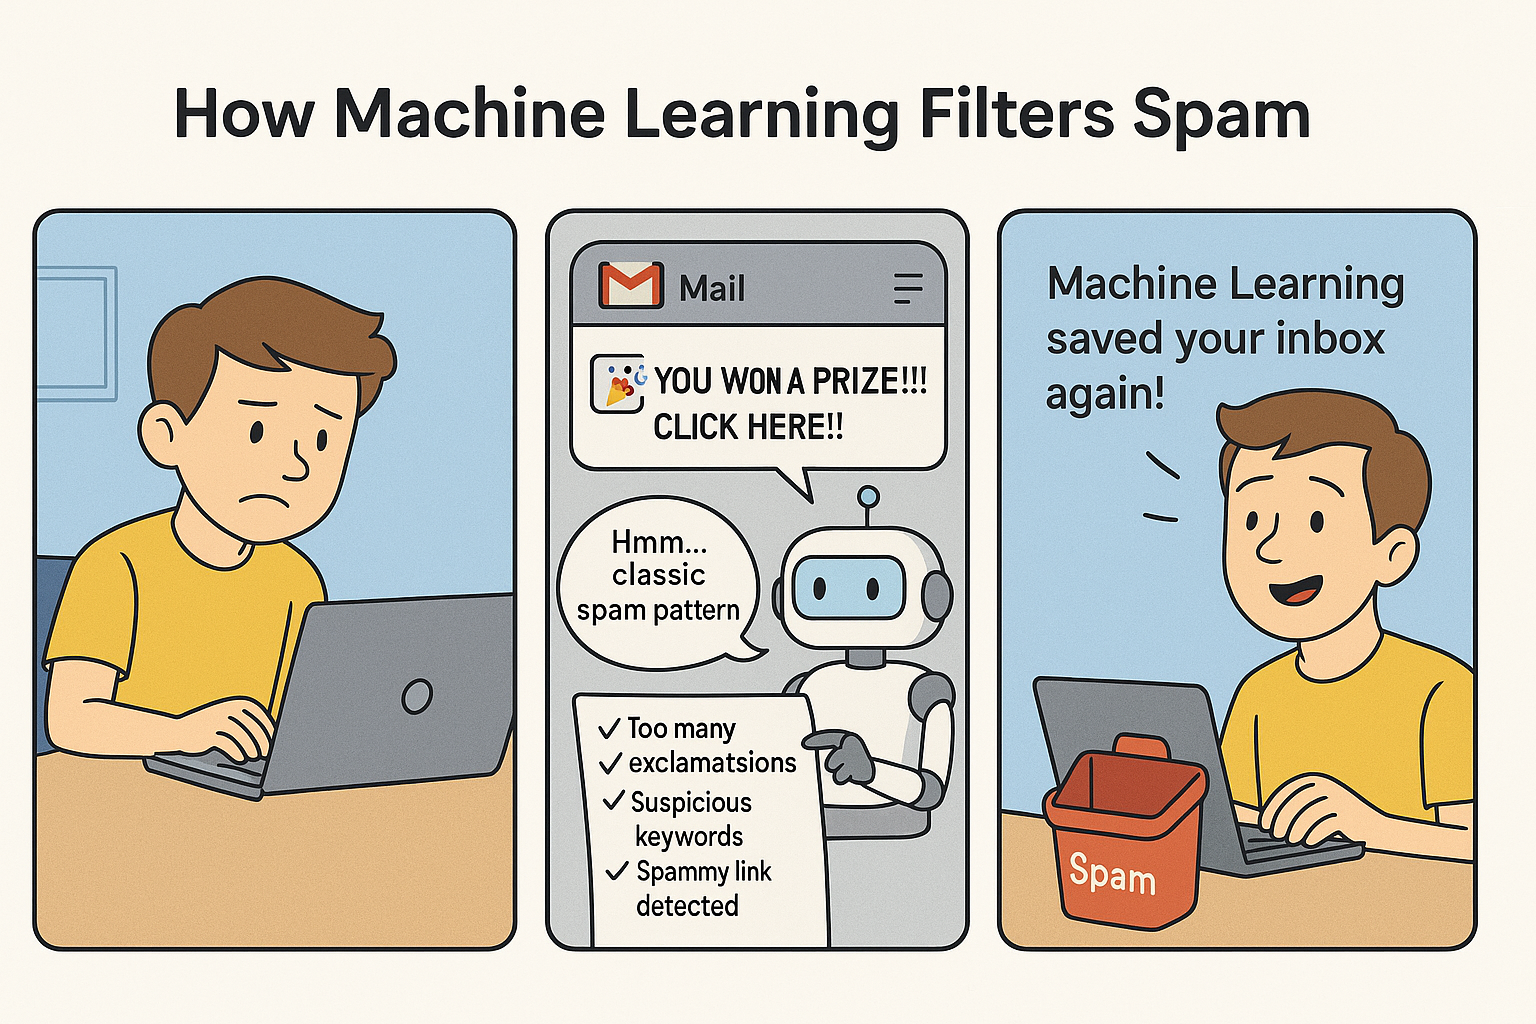 How Machine Learning Filters Spam
Mail
YOU WON A PRIZE!!!
CLICK HERE!!
Hmm...
classic
spam pattern
✓ Too many
✓ exclamatsions
✓ Suspicious
keywords
✓ Spammy link
detected
Machine Learning
saved your inbox
again!
Spam